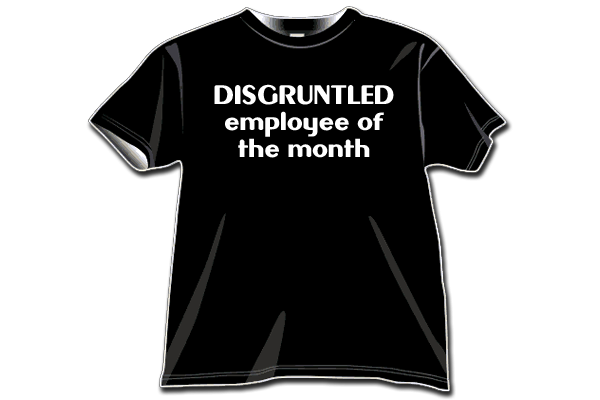 DISGRUNTLED
employee of
the month